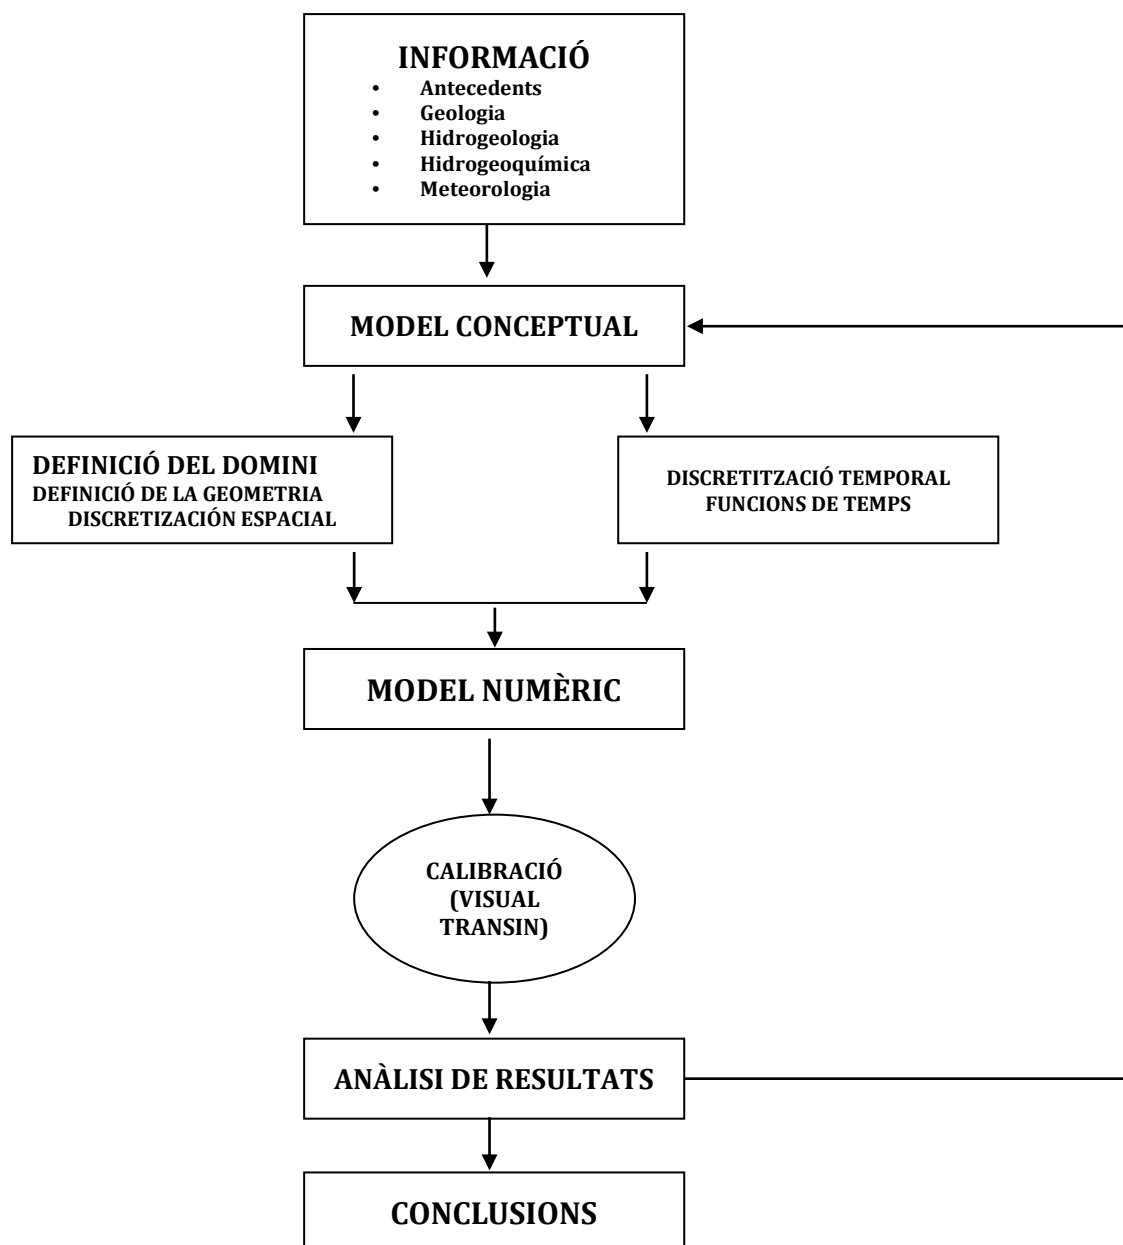 INFORMACIÓ
• Antecedents
• Geologia
• Hidrogeologia
• Hidrogeoquímica
• Meteorologia
MODEL CONCEPTUAL
DEFINICIÓ DEL DOMINI
DEFINICIÓ DE LA GEOMETRIA
DISCRETIZACIÓN ESPACIAL
DISCRETITZACIÓ TEMPORAL
FUNCIONS DE TEMPS
MODEL NUMÈRIC
CALIBRACIÓ
(VISUAL
TRANSIN)
ANÀLISI DE RESULTATS
CONCLUSIONS